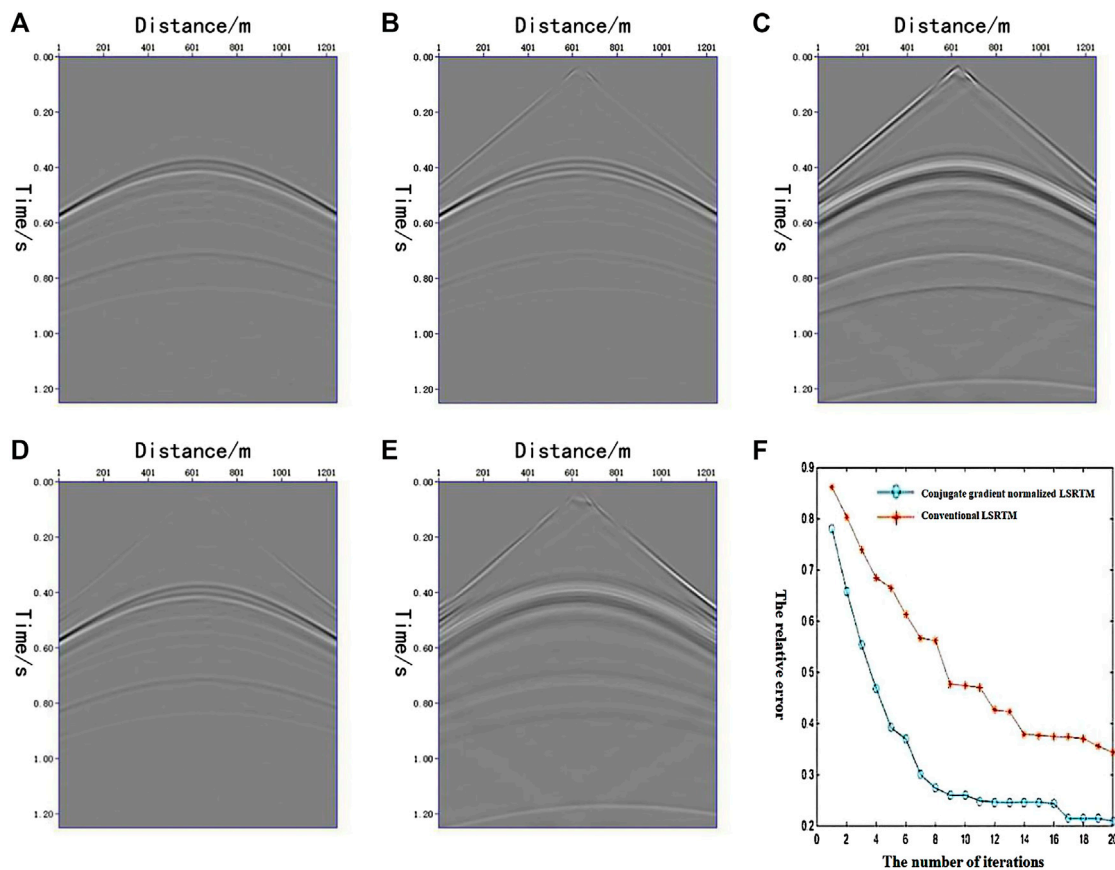 A
Distance/m
1 201 401 601 801 1001 1201
0.00
0.20
0.40
0.60
0.80
1.00
1.20
Time/s
B
Distance/m
1 201 401 601 801 1001 1201
0.00
0.20
0.40
0.60
0.80
1.00
1.20
Time/s
C
Distance/m
1 201 401 601 801 1001 1201
0.00
0.20
0.40
0.60
0.80
1.00
1.20
Time/s
D
Distance/m
1 201 401 601 801 1001 1201
0.00
0.20
0.40
0.60
0.80
1.00
1.20
Time/s
E
Distance/m
1 201 401 601 801 1001 1201
0.00
0.20
0.40
0.60
0.80
1.00
1.20
Time/s
F
0.9
0.8
0.7
0.6
0.5
0.4
0.3
0.2
The relative error
Conjugate gradient normalized LSRTM
Conventional LSRTM
0 2 4 6 8 10 12 14 16 18 20
The number of iterations